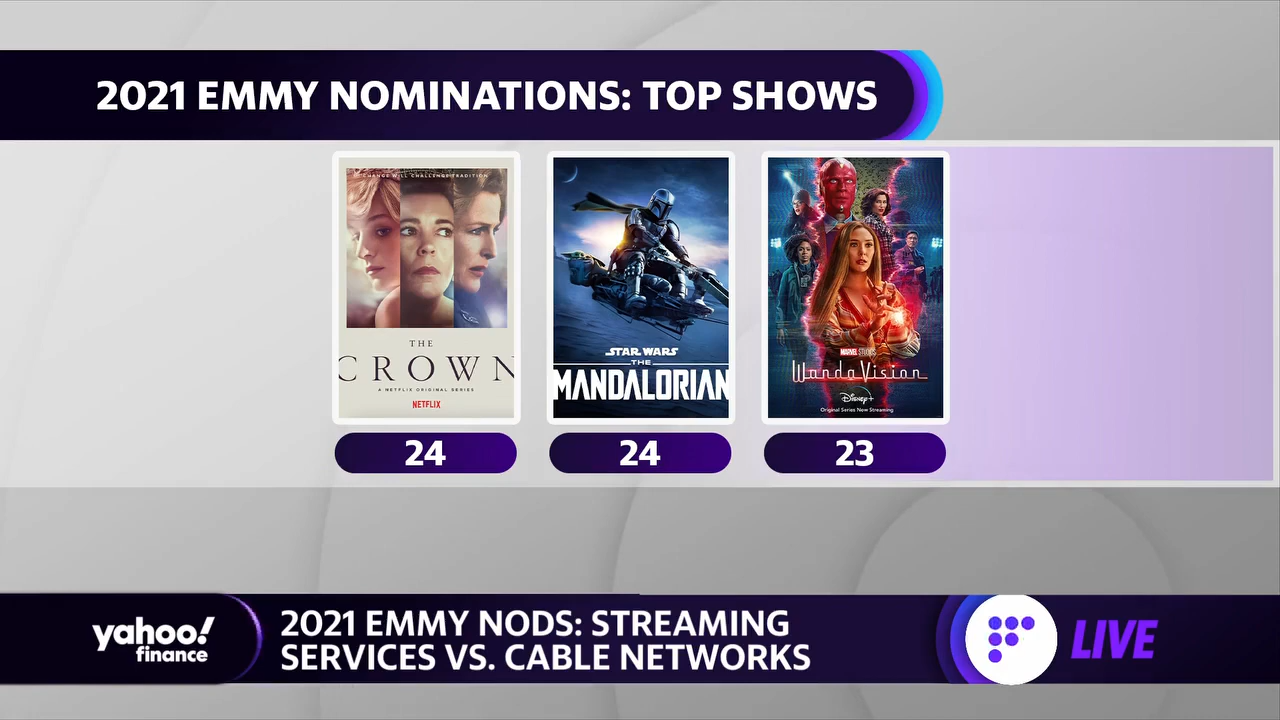 2021 EMMY NOMINATIONS: TOP SHOWS
CHANGE WILL CHALLENGE TRADITION
THE
CROWN
A NETFLIX ORIGINAL SERIES
NETFLIX
24
STAR WARS
THE
MANDALORIAN
24
MARVEL STUDIOS
WandaVision
Disney+
Original Series Now Streaming
23
yahoo!
finance
2021 EMMY NODS: STREAMING
SERVICES VS. CABLE NETWORKS
LIVE